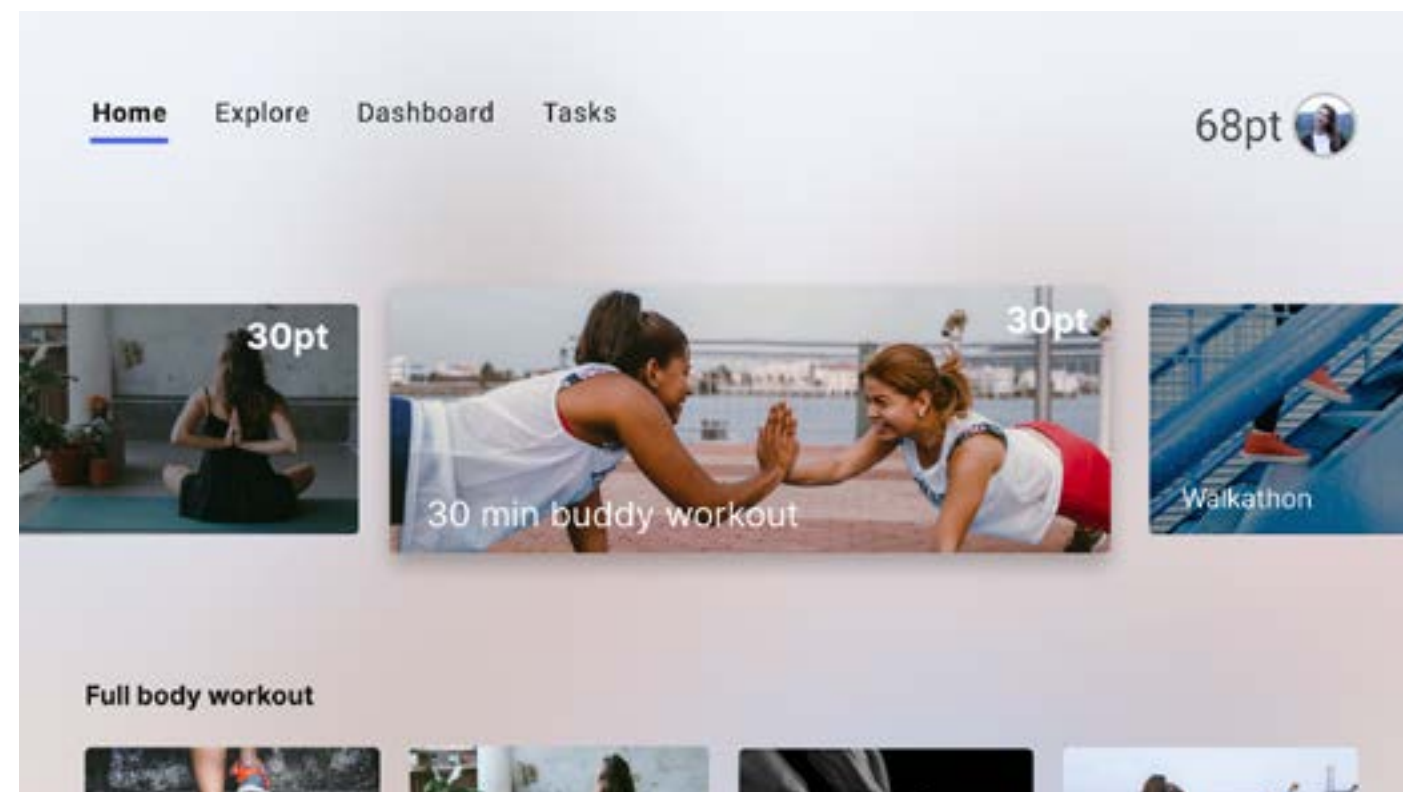 Home Explore Dashboard Tasks
68pt
30pt
30pt
30 min buddy workout
Walkathon
Full body workout